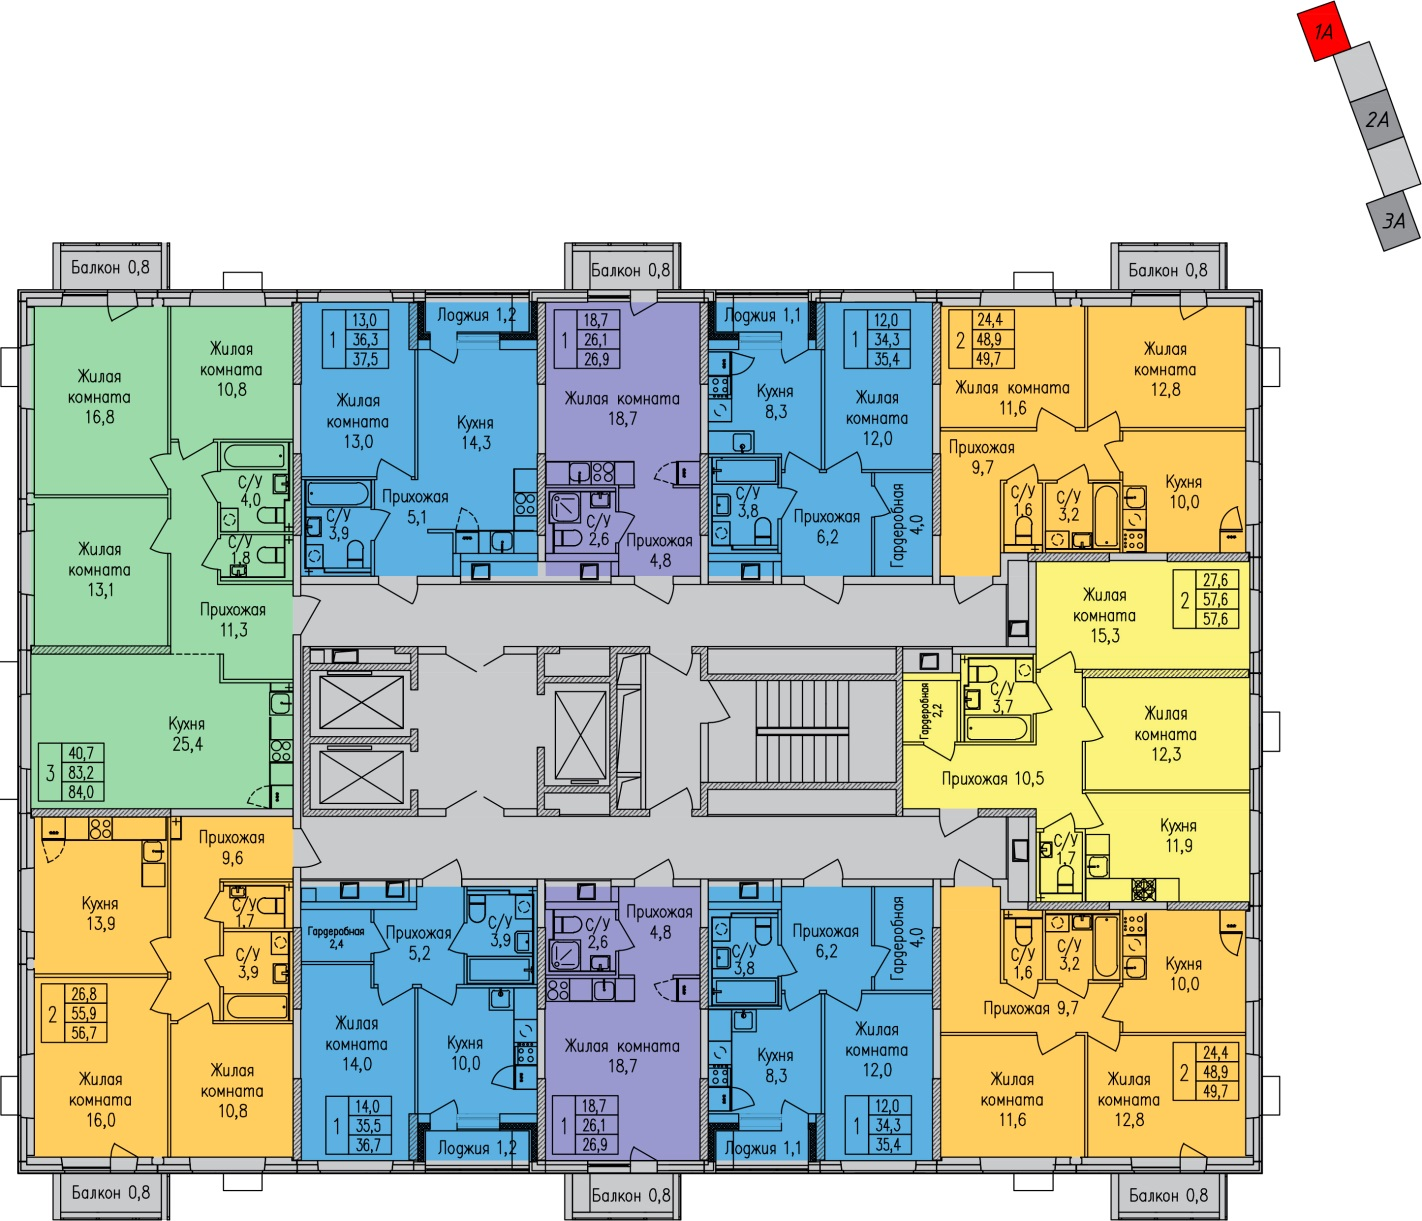 1А
2А
3А
Балкон 0,8
Балкон 0,8
Балкон 0,8
Жилая
комната
16,8
Жилая
комната
10,8
С/У
4,0
С/У
1,8
Жилая
комната
13,1
Прихожая
11,3
Кухня
25,4
3
40,7
83,2
84,0
1
13,0
36,3
37,5
Лоджия 1,2
Жилая
комната
13,0
Кухня
14,3
Прихожая
5,1
С/У
3,9
1
18,7
26,1
26,9
Жилая комната
18,7
С/У
2,6
Прихожая
4,8
Лоджия 1,1
1
12,0
34,3
35,4
Кухня
8,3
Жилая
комната
12,0
С/У
3,8
Прихожая
6,2
Гардеробная
4,0
2
24,4
48,9
49,7
Жилая комната
11,6
Жилая
комната
12,8
Прихожая
9,7
С/У
1,6
С/У
3,2
Кухня
10,0
Жилая
комната
15,3
2
27,6
57,6
57,6
С/У
3,7
Гардеробная
2,2
Жилая
комната
12,3
Прихожая 10,5
Кухня
11,9
С/У
1,7
Прихожая
9,6
Кухня
13,9
С/У
1,7
С/У
3,9
2
26,8
55,9
56,7
Жилая
комната
16,0
Жилая
комната
10,8
Гардеробная
2,4
Прихожая
5,2
С/У
3,9
Жилая
комната
14,0
Кухня
10,0
1
14,0
35,5
36,7
Лоджия 1,2
С/У
2,6
Прихожая
4,8
Жилая комната
18,7
1
18,7
26,1
26,9
С/У
3,8
Прихожая
6,2
Гардеробная
4,0
Кухня
8,3
Жилая
комната
12,0
1
12,0
34,3
35,4
Лоджия 1,1
С/У
1,6
С/У
3,2
Кухня
10,0
Прихожая 9,7
Жилая
комната
11,6
Жилая
комната
12,8
2
24,4
48,9
49,7
Балкон 0,8
Балкон 0,8
Балкон 0,8